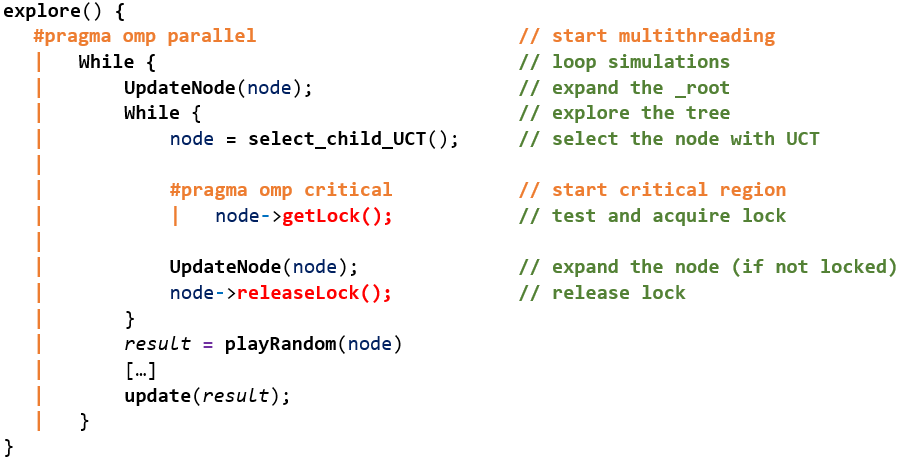 explore() {
#pragma omp parallel // start multithreading
While { // loop simulations
UpdateNode(node); // expand the _root
While { // explore the tree
node = select_child_UCT(); // select the node with UCT
#pragma omp critical // start critical region
node->getLock(); // test and acquire lock
UpdateNode(node); // expand the node (if not locked)
node->releaseLock(); // release lock
}
result = playRandom(node)
[…]
update(result);
}
}